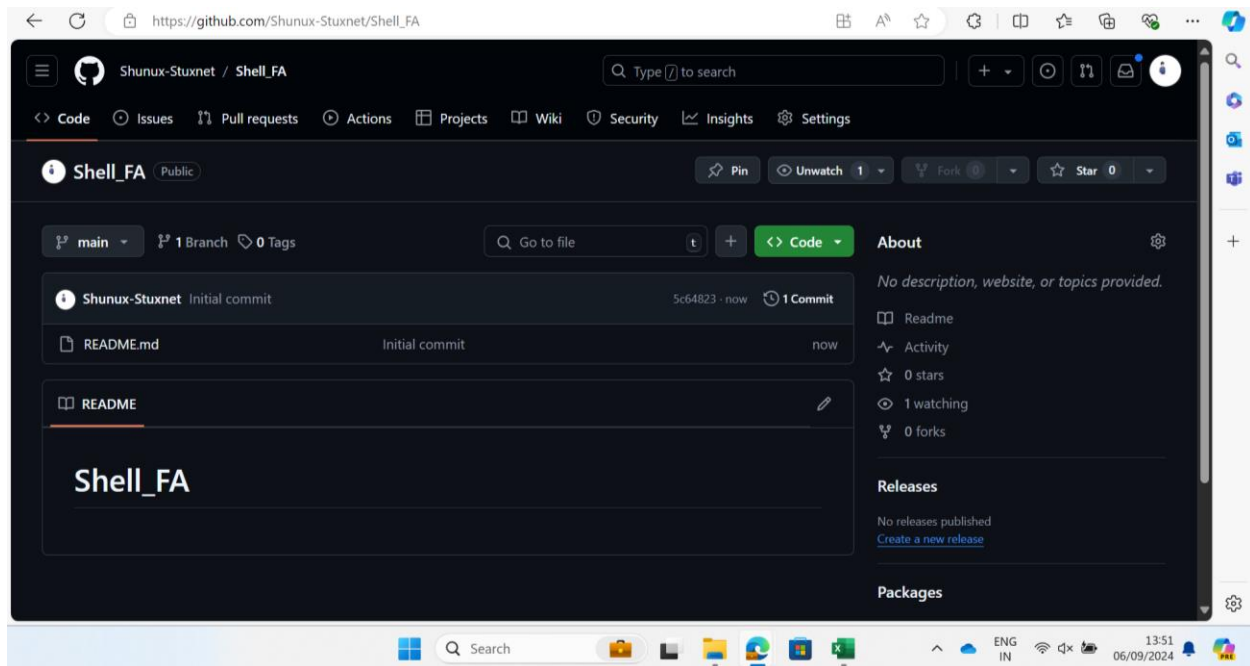 https://github.com/Shunux-Stuxnet/Shell_FA
Shunux-Stuxnet / Shell_FA
Type / to search
Code Issues Pull requests Actions Projects Wiki Security Insights Settings
Shell_FA Public
Pin Unwatch 1 Fork 0 Star 0
main 1 Branch 0 Tags Go to file t + Code
Shunux-Stuxnet Initial commit 5c64823 · now 1 Commit
README.md Initial commit now
README
Shell_FA
About
No description, website, or topics provided.
Readme
Activity
0 stars
1 watching
0 forks
Releases
No releases published
Create a new release
Packages
Search
ENG
IN
13:51
06/09/2024
PRE